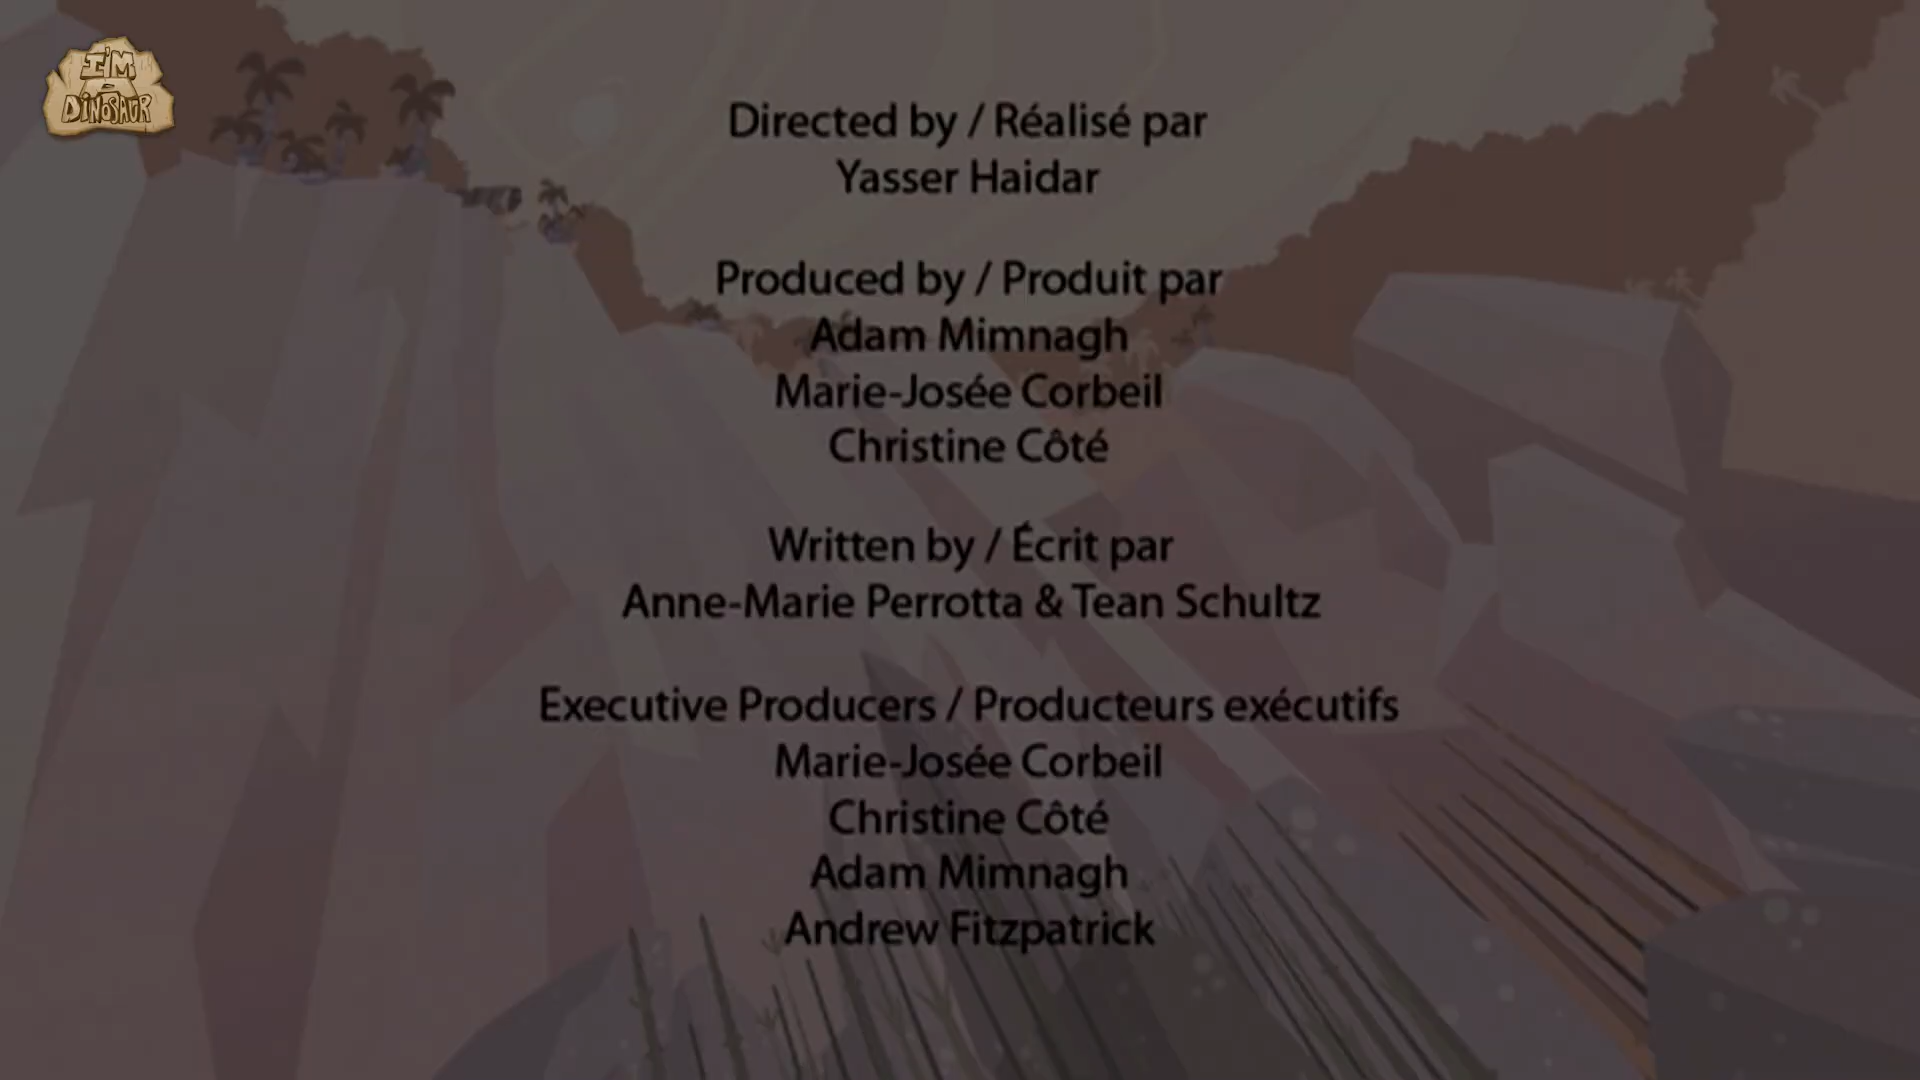 I'M
A
DINOSAUR
Directed by / Réalisé par
Yasser Haidar
Produced by / Produit par
Adam Mimnagh
Marie-Josée Corbeil
Christine Côté
Written by / Écrit par
Anne-Marie Perrotta & Tean Schultz
Executive Producers / Producteurs exécutifs
Marie-Josée Corbeil
Christine Côté
Adam Mimnagh
Andrew Fitzpatrick